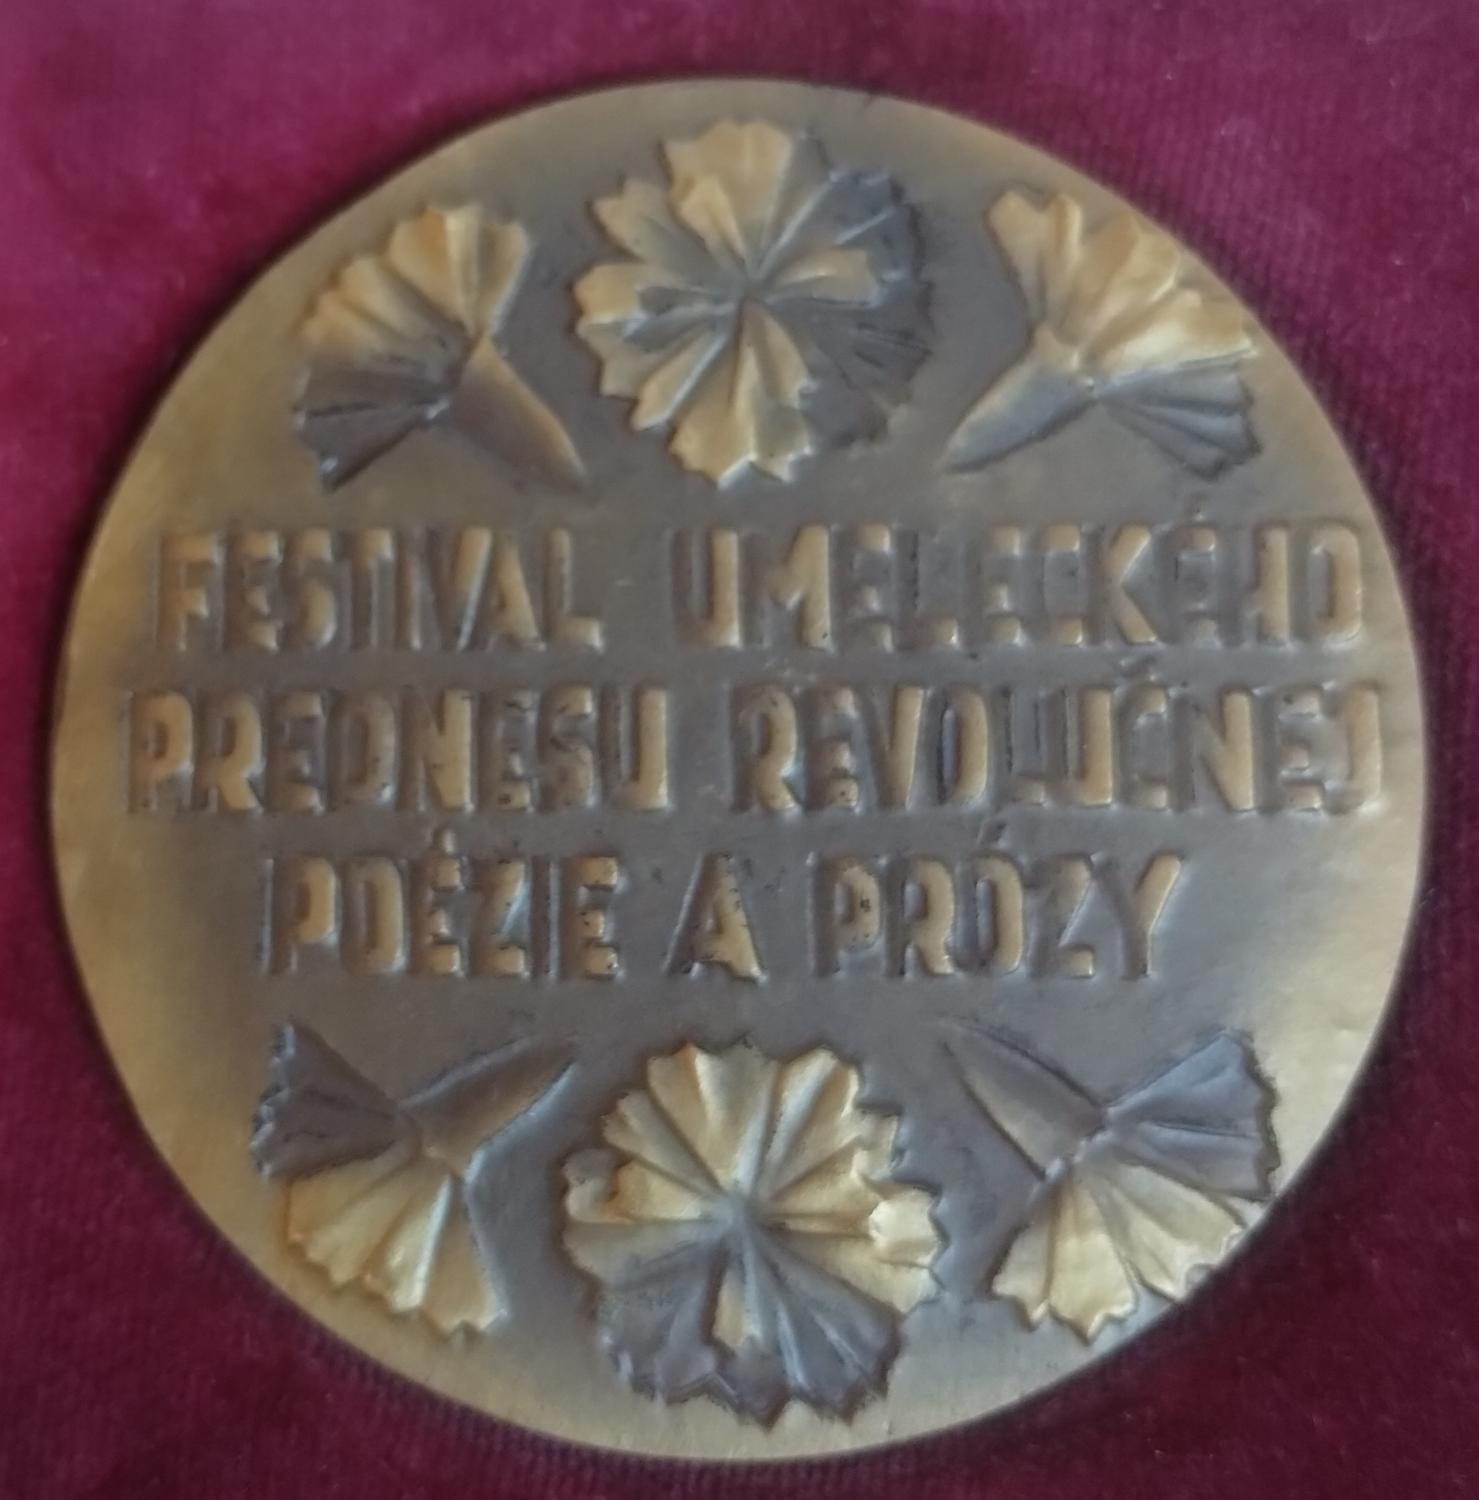 FESTIVAL UMELECKÉHO
PREDNESU REVOLUČNEJ
POÉZIE A PRÓZY